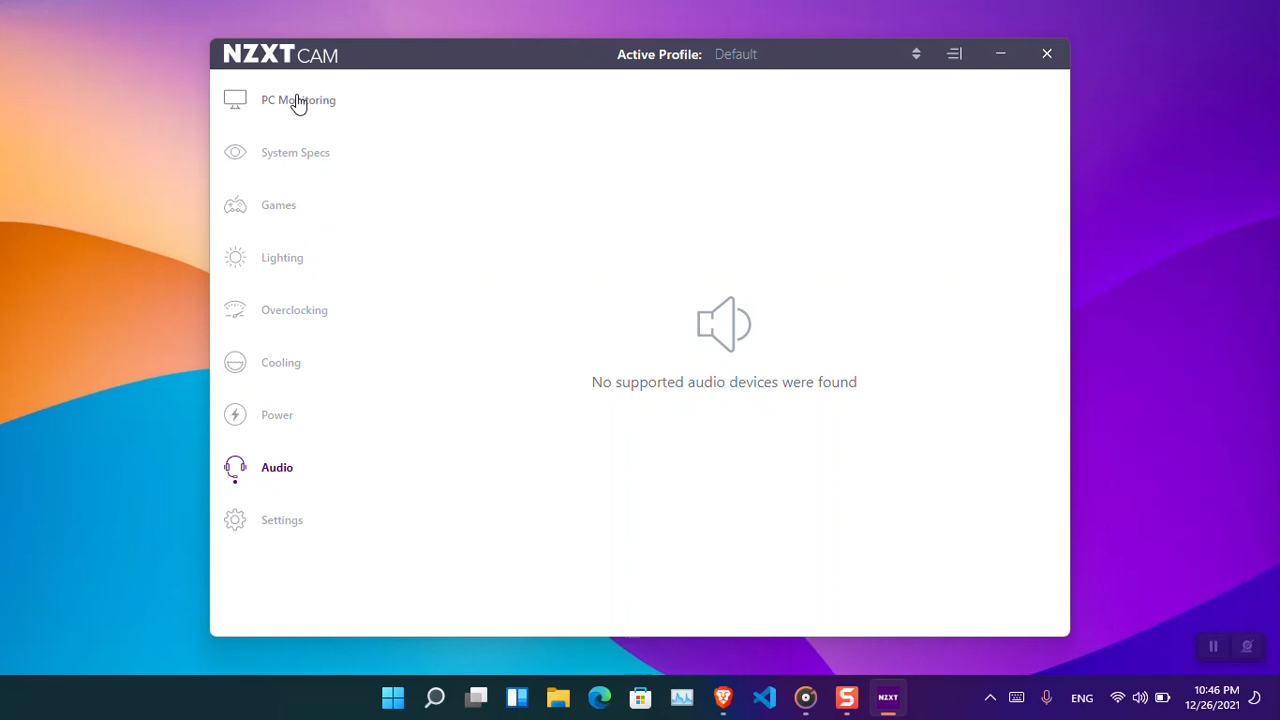 NZXT CAM
Active Profile: Default
PC Monitoring
System Specs
Games
Lighting
Overclocking
Cooling
Power
Audio
Settings
No supported audio devices were found
S
NZXT
ENG
10:46 PM
12/26/2021